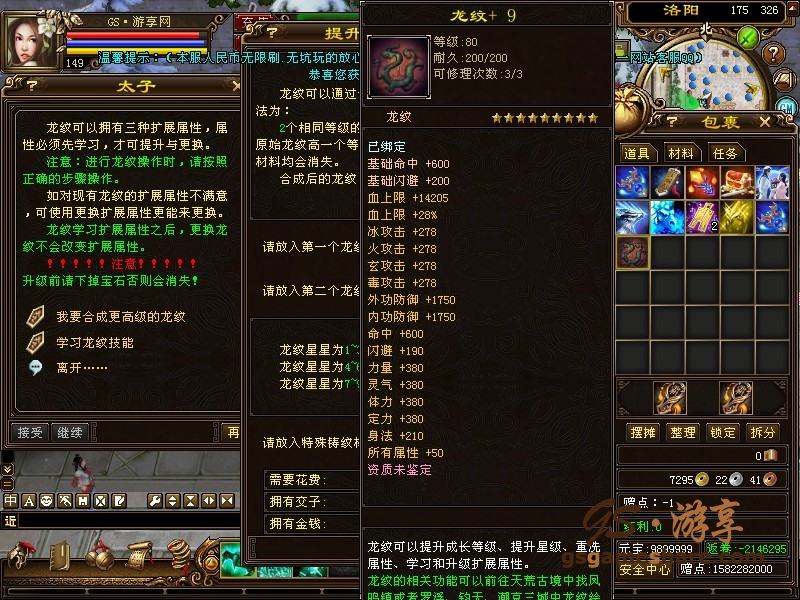 GS·游享网
149
温馨提示:(本服人民币无限刷.无坑玩的放心
网站客服QQ)
恭喜您获
洛阳
175 326
北
太子
龙纹可以拥有三种扩展属性，属
性必须先学习，才可提升与更换。
注意：进行龙纹操作时，请按照
正确的步骤操作。
如对现有龙纹的扩展属性不满意
，可使用更换扩展属性更能来更换。
龙纹学习扩展属性之后，更换龙
纹不会改变扩展属性。
！！！！！注意！！！！！
升级前请下掉宝石否则会消失!
我要合成更高级的龙纹
学习龙纹技能
离开……
接受
继续
再
中
近
提升
龙纹可以通过
法为：
2个相同等级的
原始龙纹高一个等
材料均会消失。
合成后的龙纹
请放入第一个龙纹
请放入第二个龙纹
龙纹星星为1~
龙纹星星为4~
龙纹星星为7~
请放入特殊铸纹
需要花费:
拥有交子:
拥有金钱:
龙纹+ 9
等级:80
耐久:200/200
可修理次数:3/3
龙纹
已绑定
基础命中 +600
基础闪避 +200
血上限 +14205
血上限 +28%
冰攻击 +278
火攻击 +278
玄攻击 +278
毒攻击 +278
外功防御 +1750
内功防御 +1750
命中 +600
闪避 +190
力量 +380
灵气 +380
体力 +380
定力 +380
身法 +210
所有属性 +50
资质未鉴定
龙纹可以提升成长等级、提升星级、重洗
属性、学习和升级扩展属性。
龙纹的相关功能可以前往天荒古境中找凤
包裹
道具
材料
任务
2
摆摊
整理
锁定
拆分
0
7295 22 41
赠点：-1
红利:0
元宝:9899999
返券:-2146295
安全中心
赠点:1582282000
GS·游享